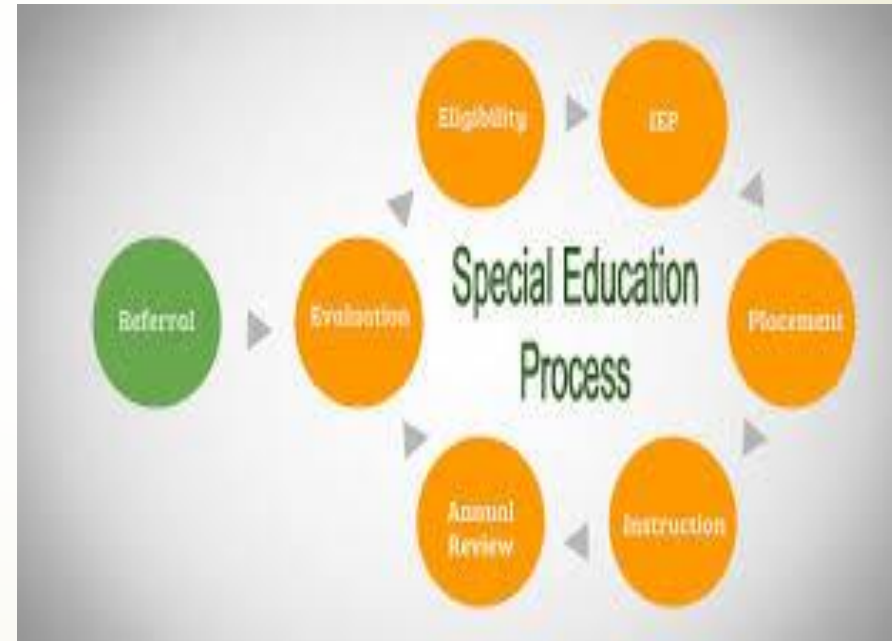 Referral
Evaluation
Eligibility
IEP
Placement
Instruction
Annual
Review
Special Education
Process